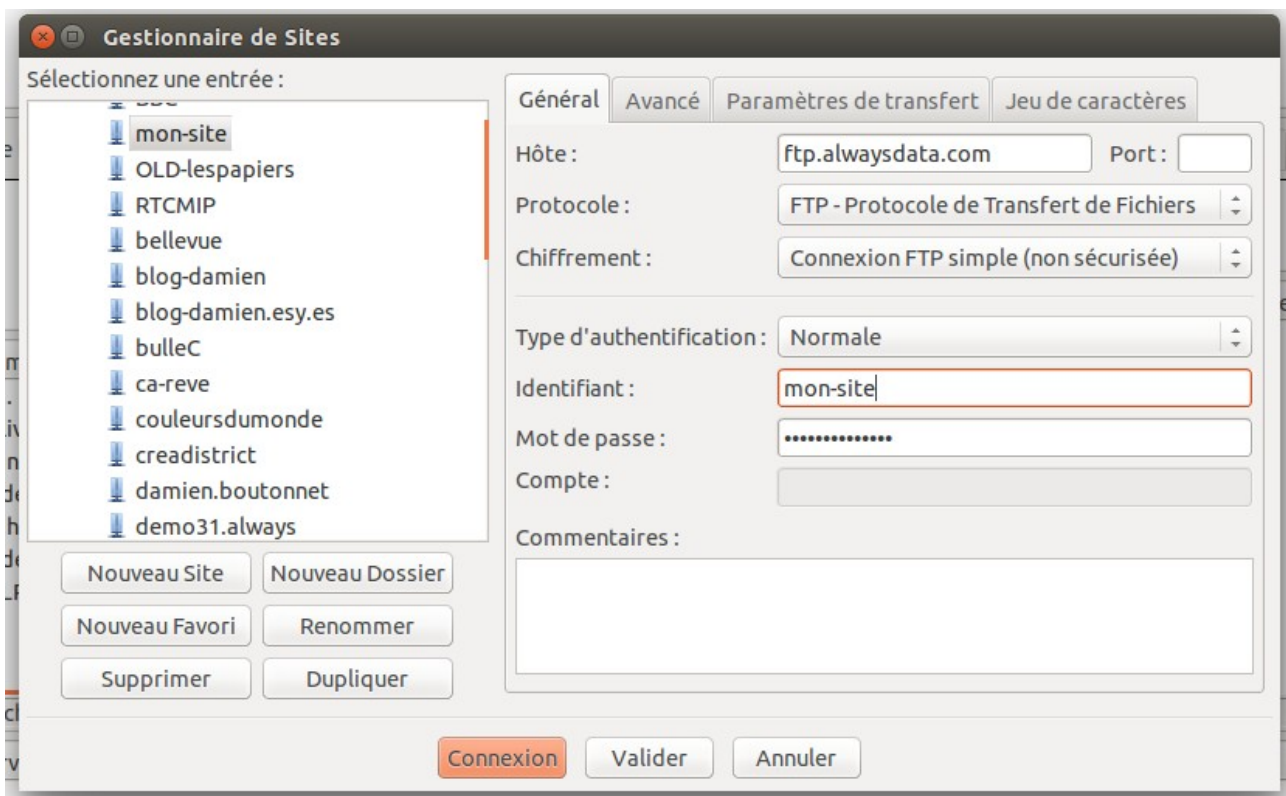 Gestionnaire de Sites
Sélectionnez une entrée :
mon-site
OLD-lespapiers
RTCMIP
bellevue
blog-damien
blog-damien.esy.es
bulleC
ca-reve
couleursdumonde
creadistrict
damien.boutonnet
demo31.always
Nouveau Site Nouveau Dossier
Nouveau Favori Renommer
Supprimer Dupliquer
Général Avancé Paramètres de transfert Jeu de caractères
Hôte : ftp.alwaysdata.com Port :
Protocole : FTP - Protocole de Transfert de Fichiers
Chiffrement : Connexion FTP simple (non sécurisée)
Type d'authentification : Normale
Identifiant : mon-site
Mot de passe : ••••••••••••••
Compte :
Commentaires :
Connexion Valider Annuler